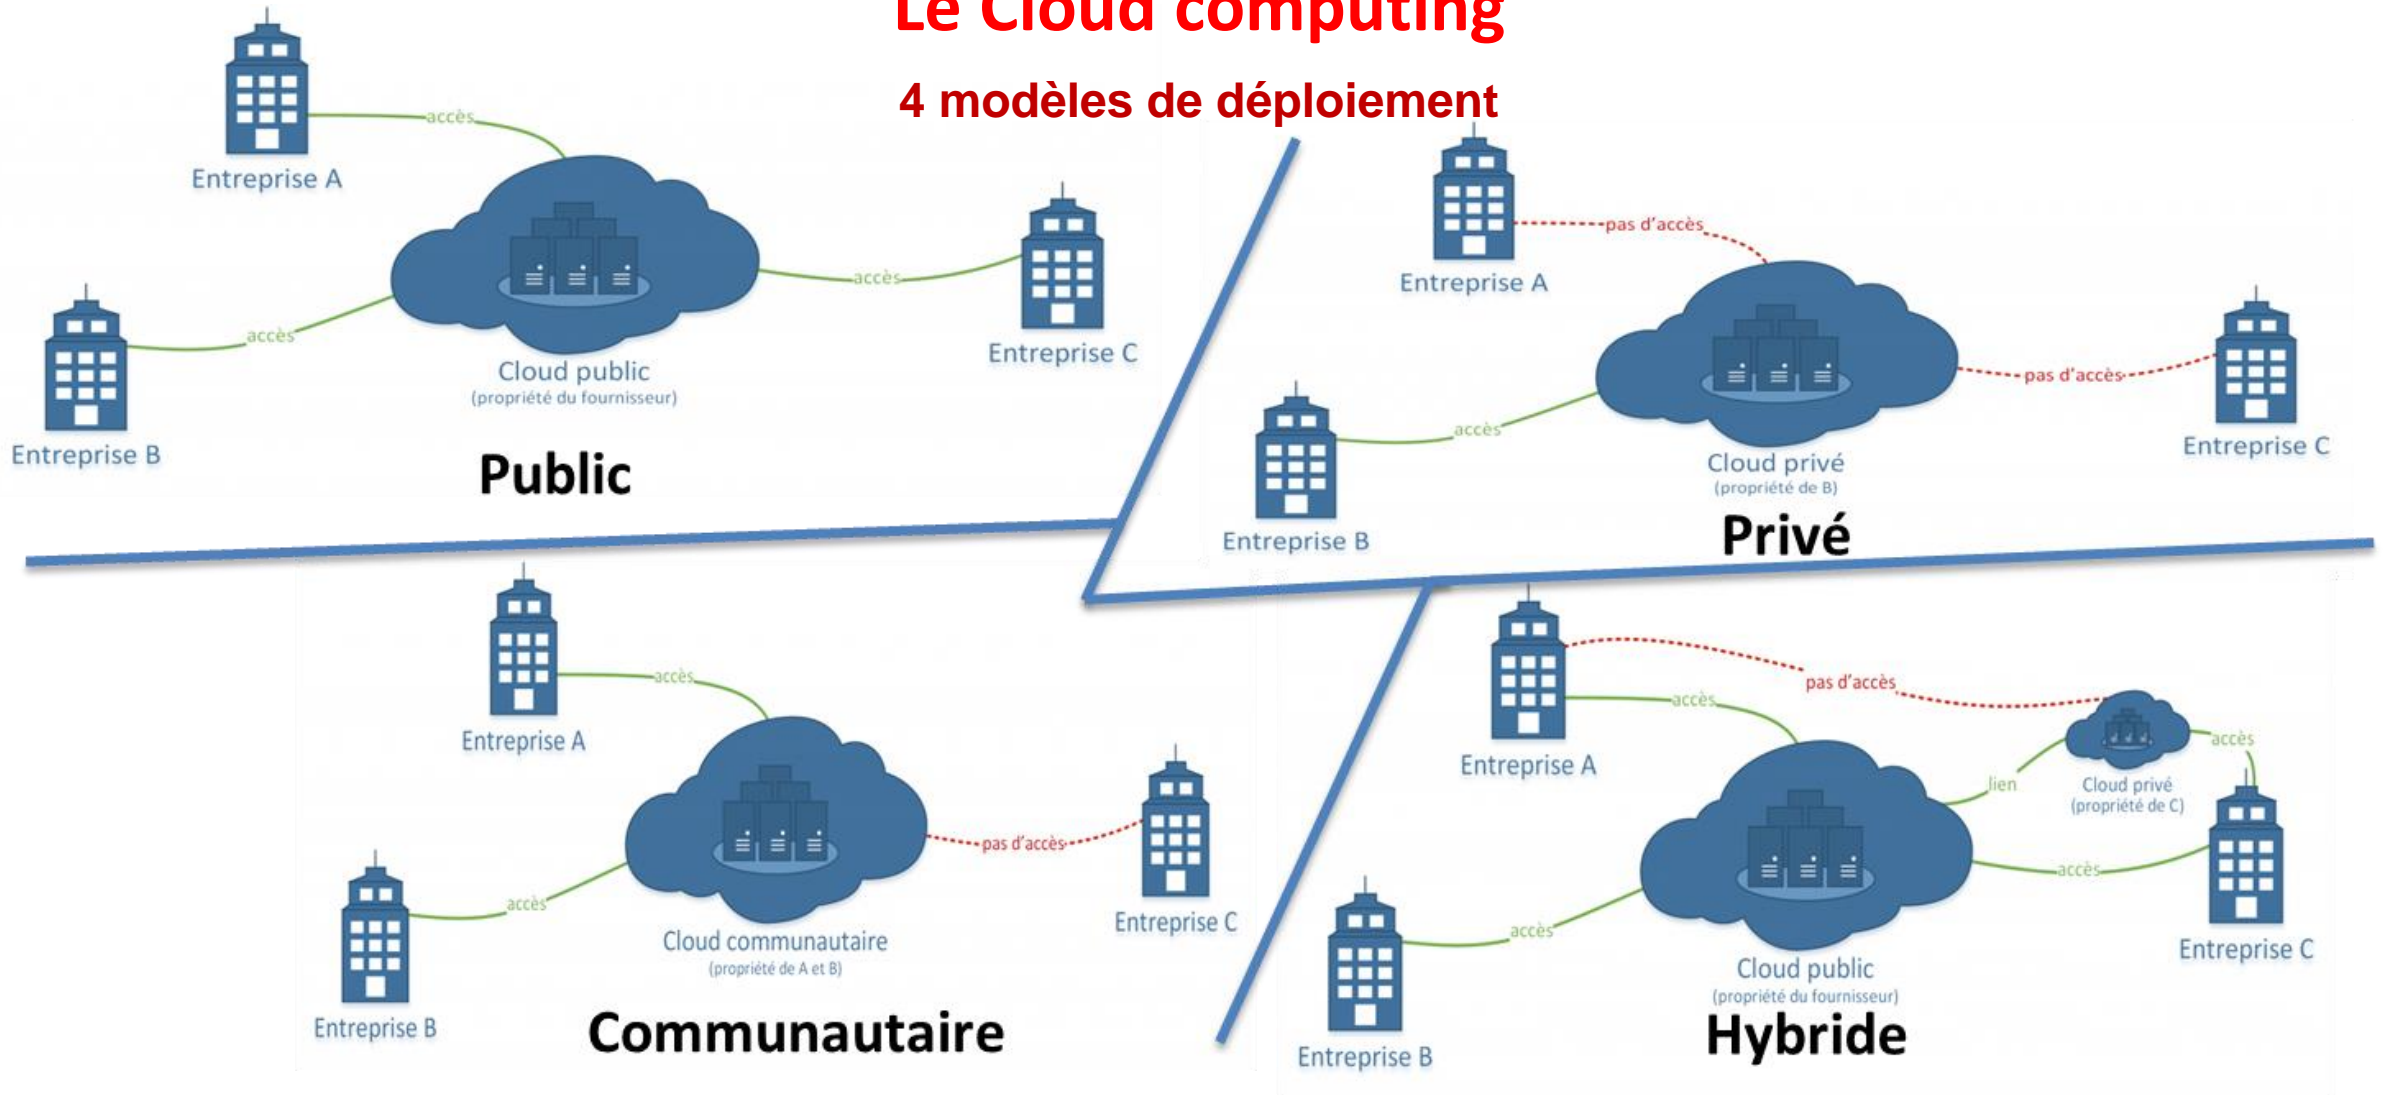 Le Cloud computing
4 modèles de déploiement
accès
Entreprise A
accès
Entreprise C
accès
Entreprise B
Cloud public
(propriété du fournisseur)
Public
pas d'accès
Entreprise A
pas d'accès
Entreprise C
accès
Entreprise B
Cloud privé
(propriété de B)
Privé
accès
Entreprise A
pas d'accès
Entreprise C
accès
Entreprise B
Cloud communautaire
(propriété de A et B)
Communautaire
pas d'accès
accès
Entreprise A
accès
lien
Cloud privé
(propriété de C)
accès
Entreprise C
accès
Entreprise B
Cloud public
(propriété du fournisseur)
Hybride